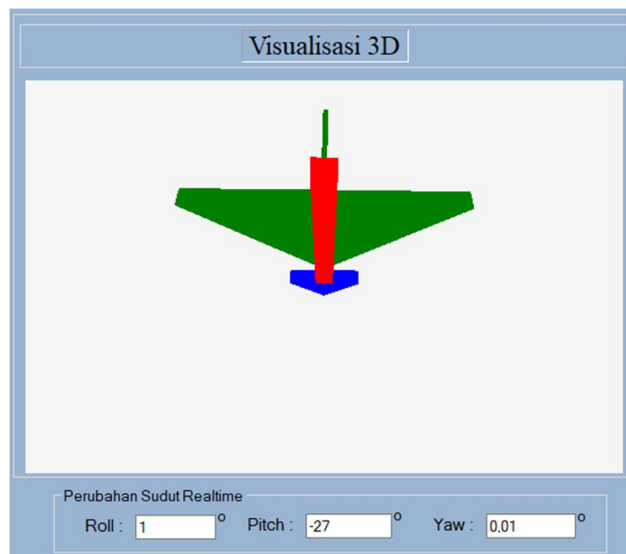 Visualisasi 3D
Perubahan Sudut Realtime
Roll : 1 o Pitch : -27 o Yaw : 0,01 o